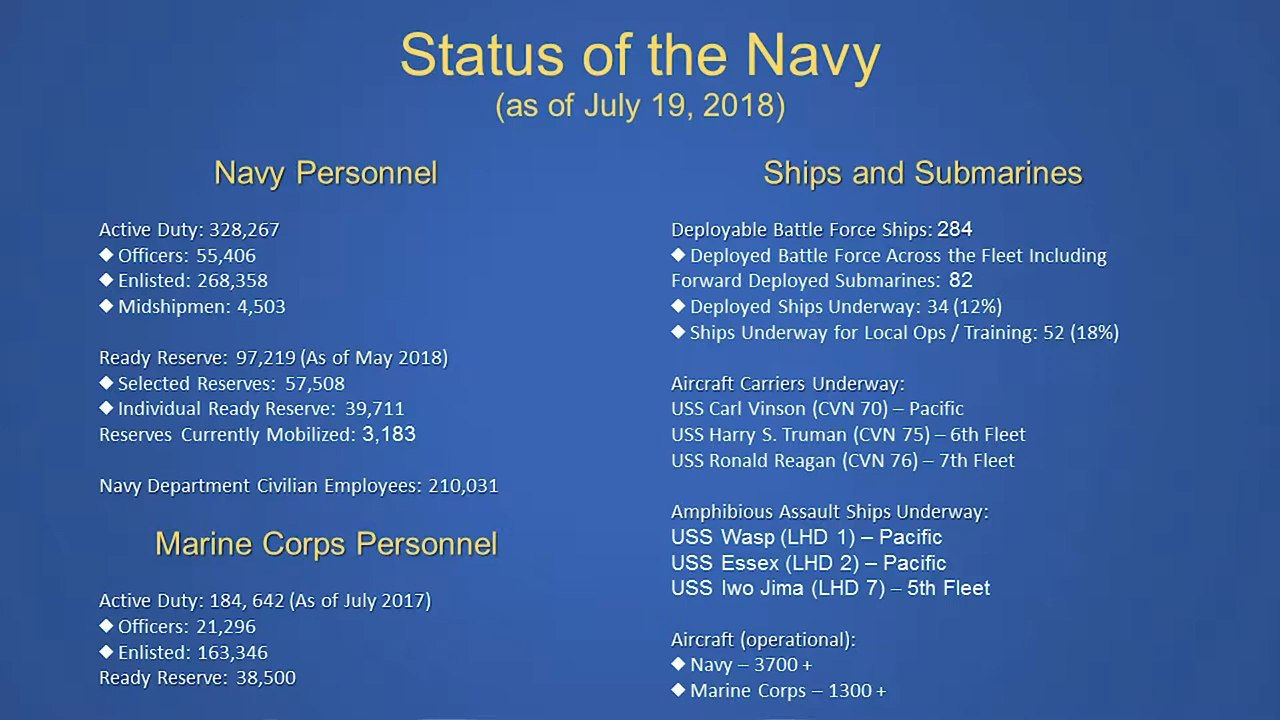 Status of the Navy
(as of July 19, 2018)
Navy Personnel
Active Duty: 328,267
◆ Officers: 55,406
◆ Enlisted: 268,358
◆ Midshipmen: 4,503
Ready Reserve: 97,219 (As of May 2018)
◆ Selected Reserves: 57,508
◆ Individual Ready Reserve: 39,711
Reserves Currently Mobilized: 3,183
Navy Department Civilian Employees: 210,031
Marine Corps Personnel
Active Duty: 184, 642 (As of July 2017)
◆ Officers: 21,296
◆ Enlisted: 163,346
Ready Reserve: 38,500
Ships and Submarines
Deployable Battle Force Ships: 284
◆ Deployed Battle Force Across the Fleet Including
Forward Deployed Submarines: 82
◆ Deployed Ships Underway: 34 (12%)
◆ Ships Underway for Local Ops / Training: 52 (18%)
Aircraft Carriers Underway:
USS Carl Vinson (CVN 70) – Pacific
USS Harry S. Truman (CVN 75) – 6th Fleet
USS Ronald Reagan (CVN 76) – 7th Fleet
Amphibious Assault Ships Underway:
USS Wasp (LHD 1) – Pacific
USS Essex (LHD 2) – Pacific
USS Iwo Jima (LHD 7) – 5th Fleet
Aircraft (operational):
◆ Navy – 3700 +
◆ Marine Corps – 1300 +